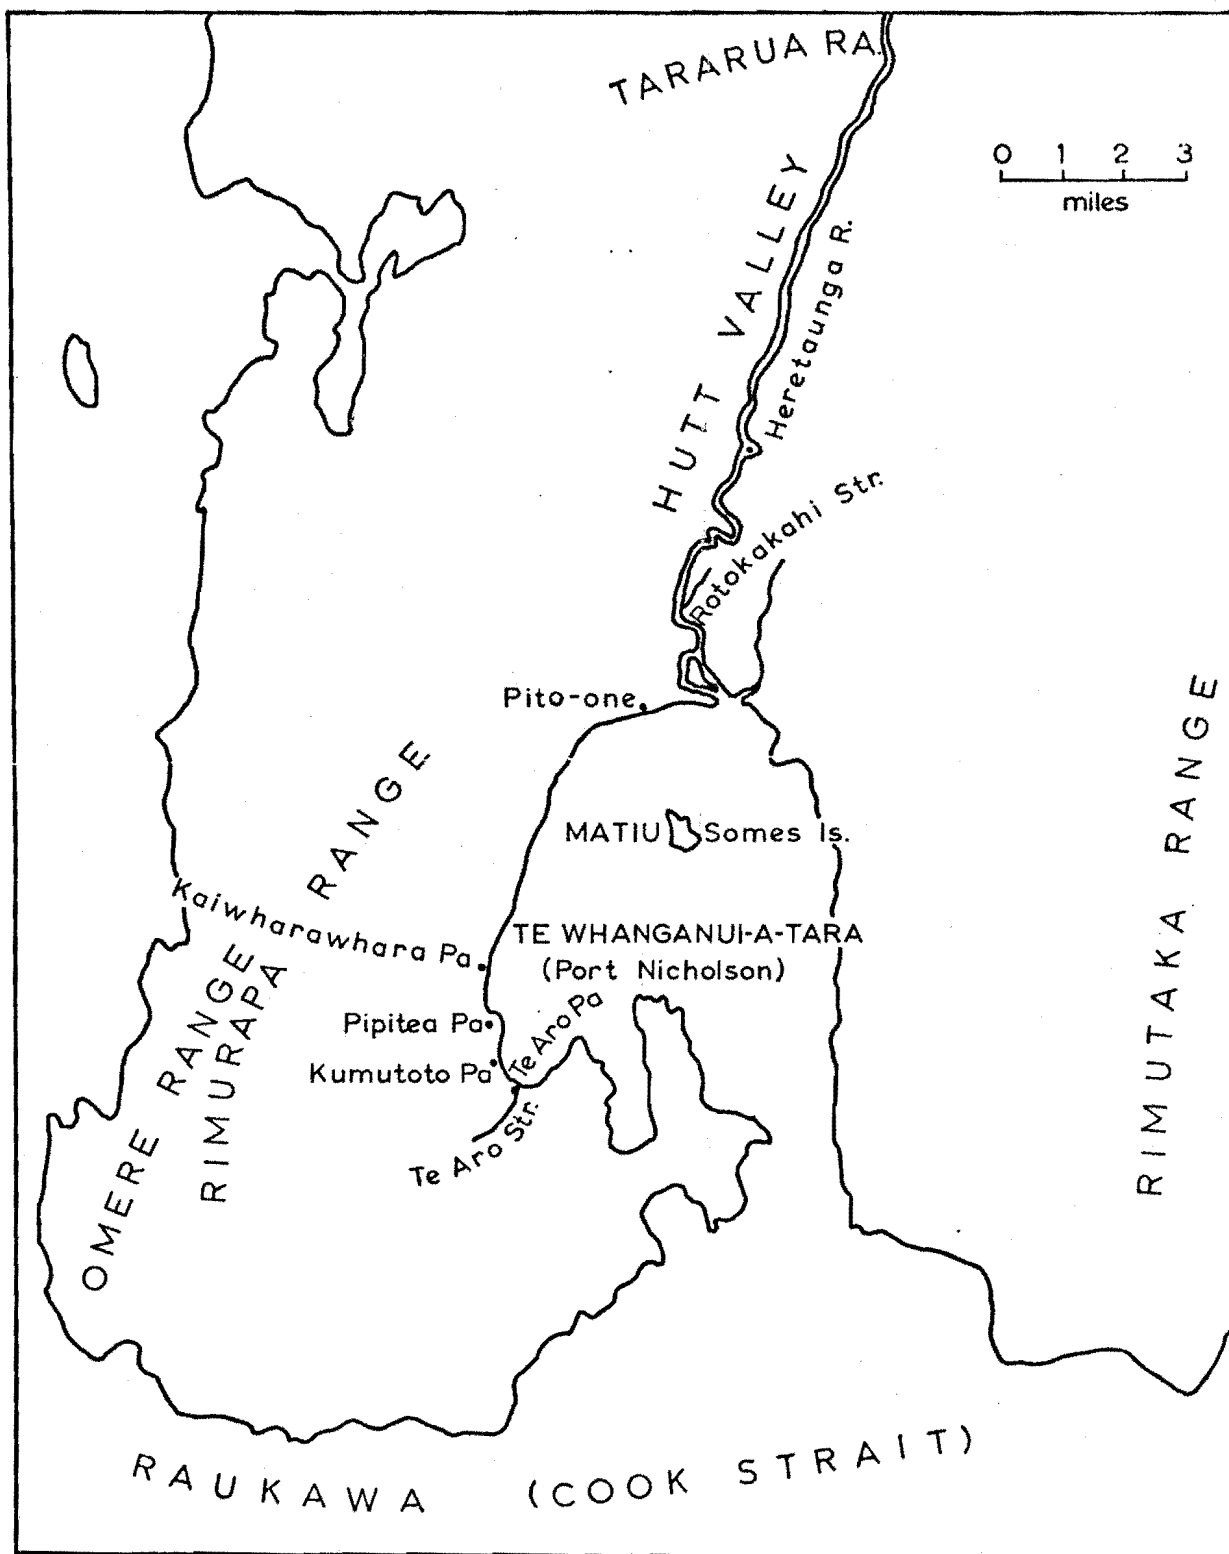 TARARUA RA.
0 1 2 3
miles
HUTT VALLEY
Heretaunga R.
Rotokakahi Str.
Pito-one
MATIU Somes Is.
RIMUTAKA RANGE
Kaiwharawhara Pa
TE WHANGANUI-A-TARA
(Port Nicholson)
Pipitea Pa
Te Aro Pa
Kumutoto Pa
Te Aro Str.
OMERE RANGE
RIMURAPA RANGE
RAUKAWA (COOK STRAIT)